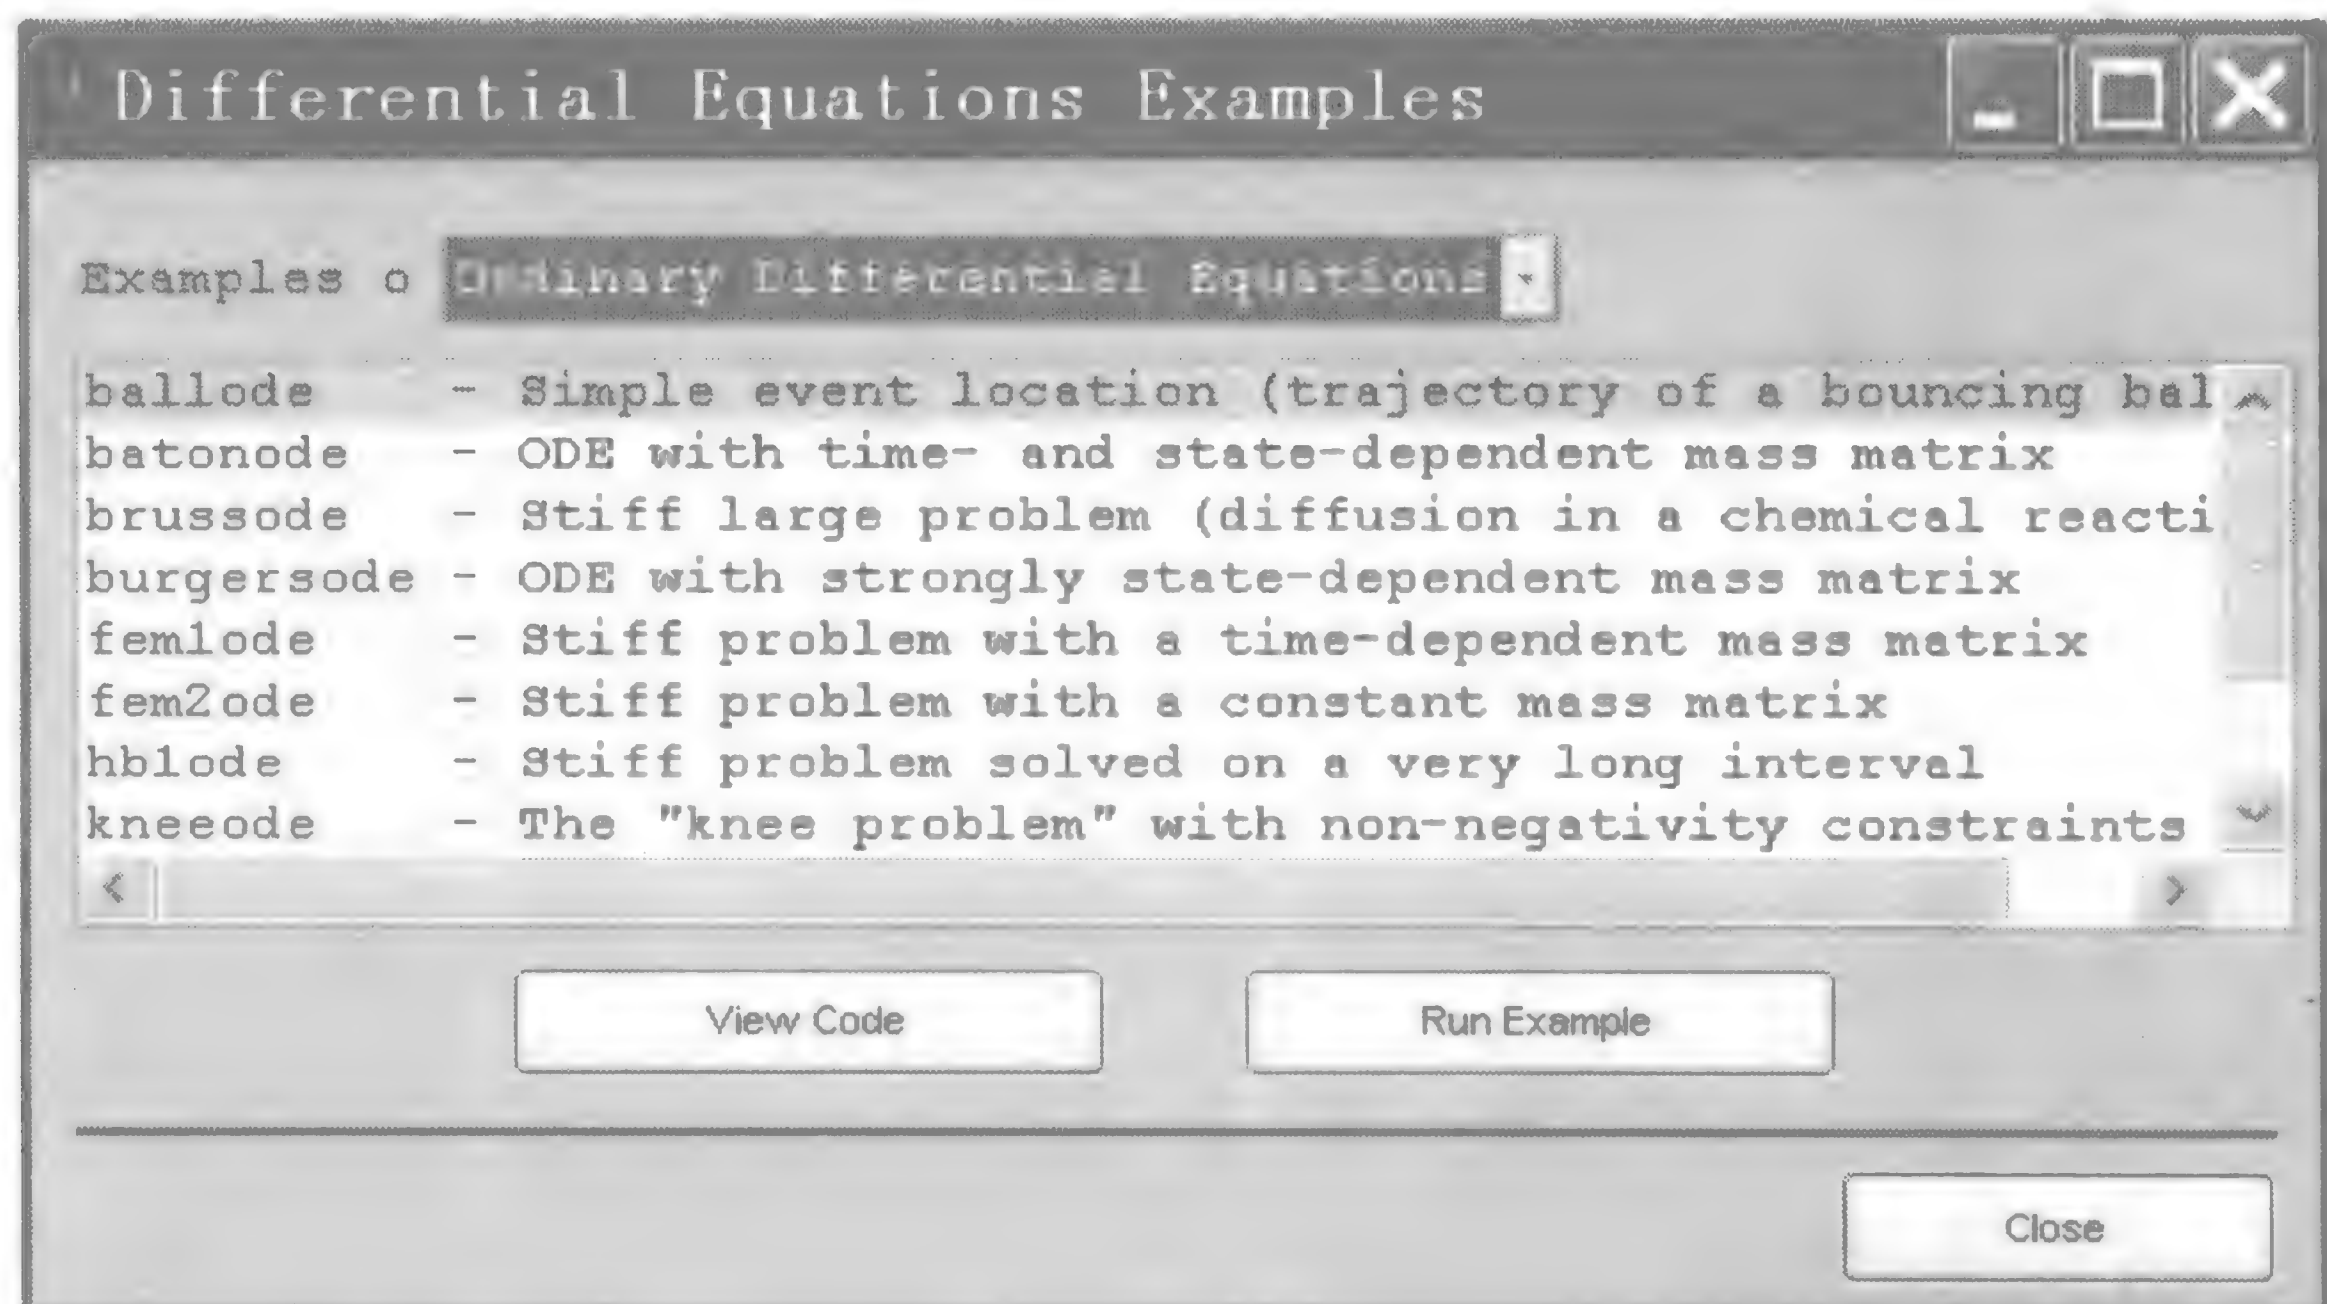 Differential Equations Examples
Examples o Ordinary Differential Equations
ballode - Simple event location (trajectory of a bouncing bal
batonode - ODE with time- and state-dependent mass matrix
brussode - Stiff large problem (diffusion in a chemical reacti
burgersode - ODE with strongly state-dependent mass matrix
fem1ode - Stiff problem with a time-dependent mass matrix
fem2ode - Stiff problem with a constant mass matrix
hb1ode - Stiff problem solved on a very long interval
kneeode - The "knee problem" with non-negativity constraints
View Code Run Example
Close